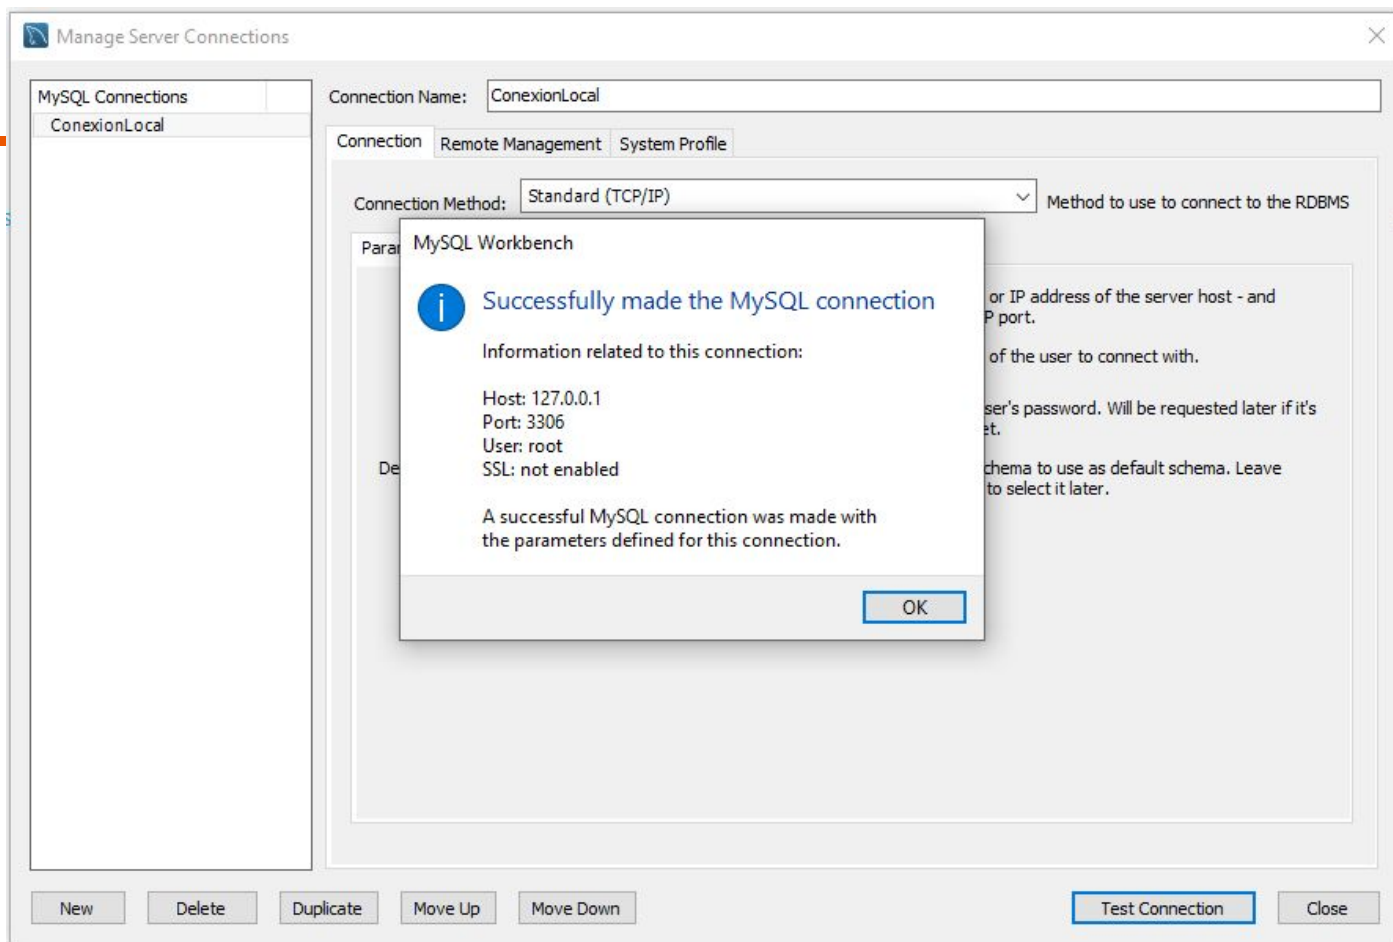 Manage Server Connections
MySQL Connections
ConexionLocal
Connection Name: ConexionLocal
Connection Remote Management System Profile
Connection Method: Standard (TCP/IP) Method to use to connect to the RDBMS
MySQL Workbench
Successfully made the MySQL connection
Information related to this connection:
Host: 127.0.0.1
Port: 3306
User: root
SSL: not enabled
A successful MySQL connection was made with
the parameters defined for this connection.
OK
or IP address of the server host - and
P port.
of the user to connect with.
ser's password. Will be requested later if it's
et.
De
chema to use as default schema. Leave
to select it later.
New Delete Duplicate Move Up Move Down Test Connection Close